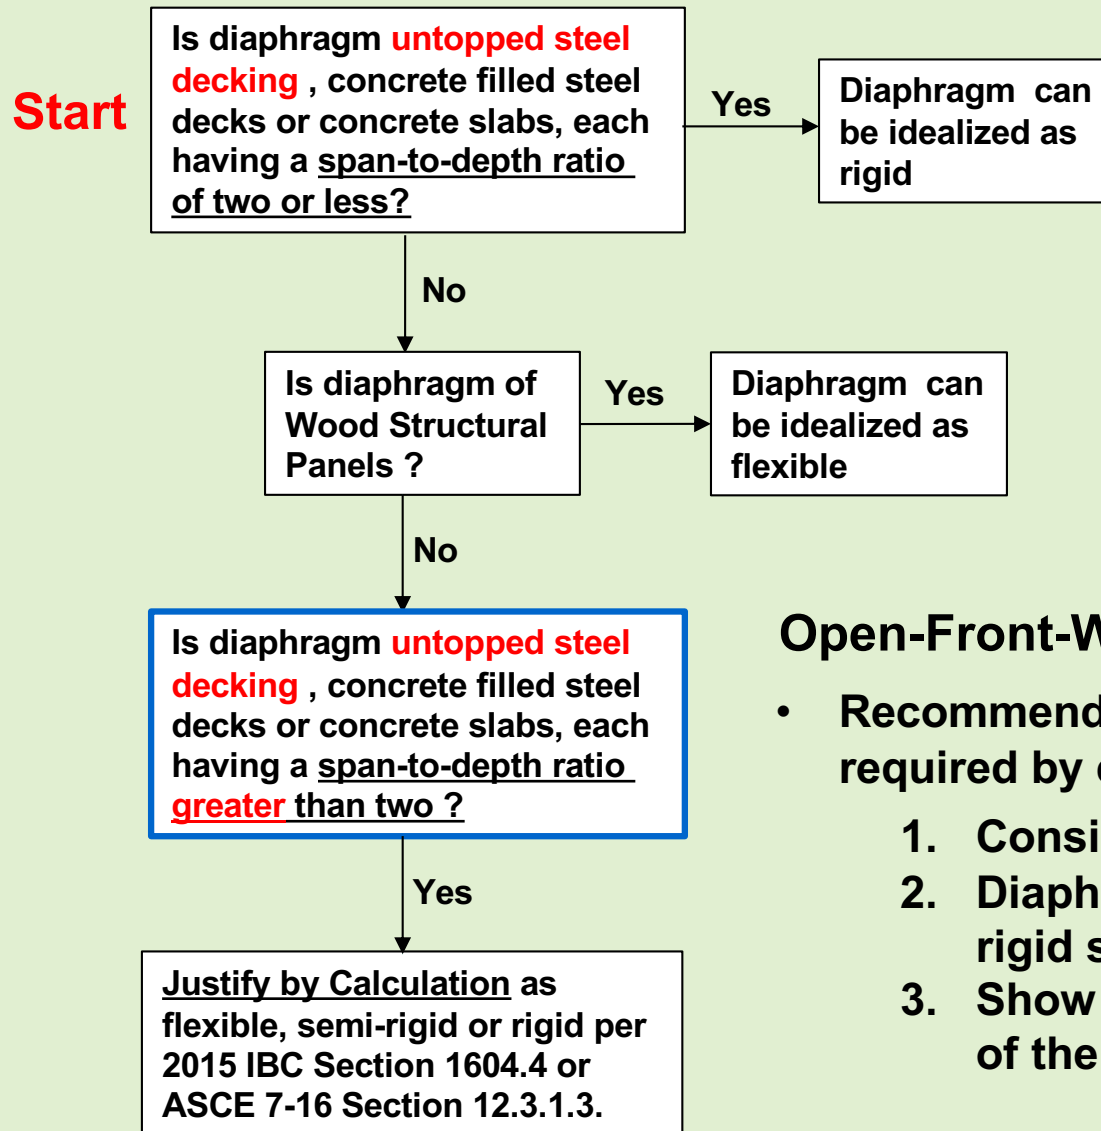 Start
Is diaphragm untopped steel
decking , concrete filled steel
decks or concrete slabs, each
having a span-to-depth ratio
of two or less?
Yes
Diaphragm can
be idealized as
rigid
No
Is diaphragm of
Wood Structural
Panels ?
Yes
Diaphragm can
be idealized as
flexible
No
Is diaphragm untopped steel
decking , concrete filled steel
decks or concrete slabs, each
having a span-to-depth ratio
greater than two ?
Yes
Justify by Calculation as
flexible, semi-rigid or rigid per
2015 IBC Section 1604.4 or
ASCE 7-16 Section 12.3.1.3.
Open-Front-
• Recommend
required by
1.
2.
rigid
3. Show
of the